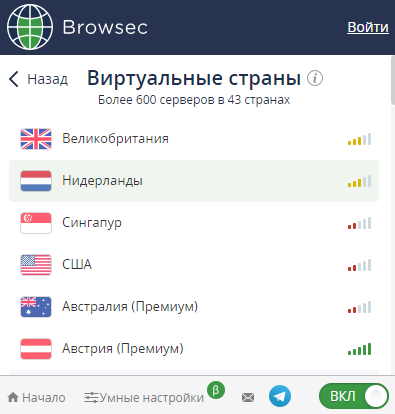 Browsec
Войти
Назад
Виртуальные страны
i
Более 600 серверов в 43 странах
Великобритания
Нидерланды
Сингапур
США
Австралия (Премиум)
Австрия (Премиум)
Начало
Умные настройки β
ВКЛ